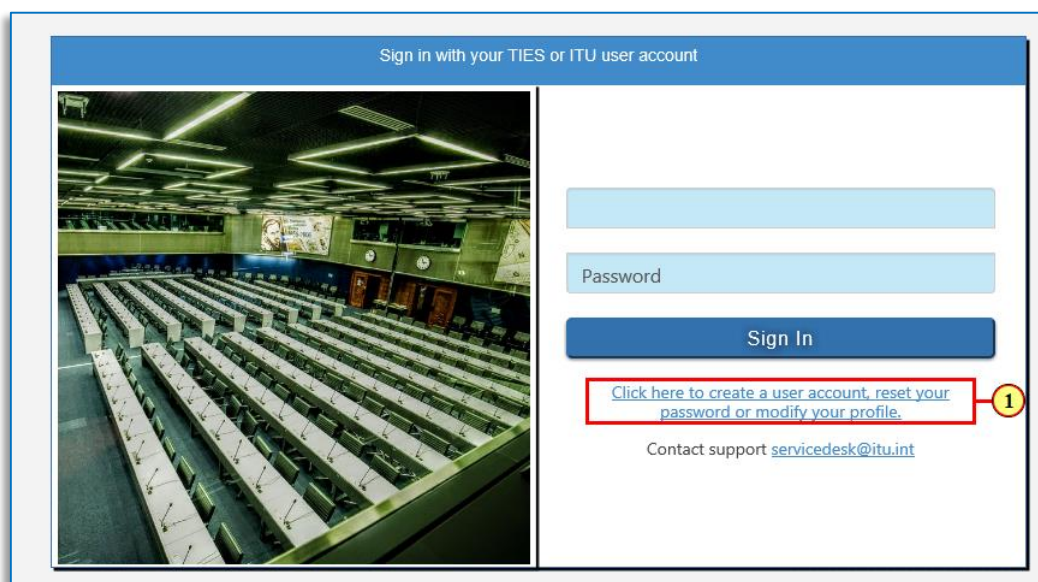 Sign in with your TIES or ITU user account
Password
Sign In
Click here to create a user account, reset your
password or modify your profile.
1
Contact support servicedesk@itu.int